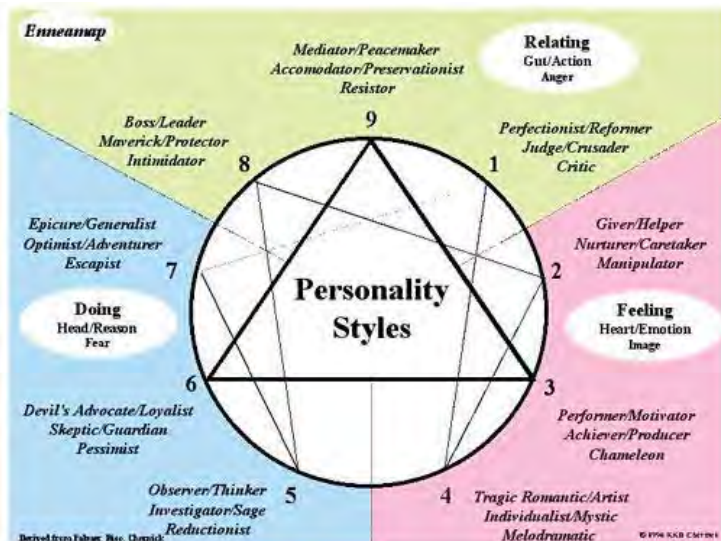 Enneamap
Mediator/Peacemaker
Accomodator/Preservationist
Resistor
Relating
Gut/Action
Anger
Boss/Leader
Maverick/Protector
Intimidator
9
Perfectionist/Reformer
Judge/Crusader
Critic
8
1
Epicure/Generalist
Optimist/Adventurer
Escapist
7
Giver/Helper
Nurturer/Caretaker
Manipulator
2
Doing
Head/Reason
Fear
Personality
Styles
Feeling
Heart/Emotion
Image
6
3
Devil's Advocate/Loyalist
Skeptic/Guardian
Pessimist
Performer/Motivator
Achiever/Producer
Chameleon
Observer/Thinker
Investigator/Sage
Reductionist
5
4
Tragic Romantic/Artist
Individualist/Mystic
Melodramatic
Derived from Palmer,